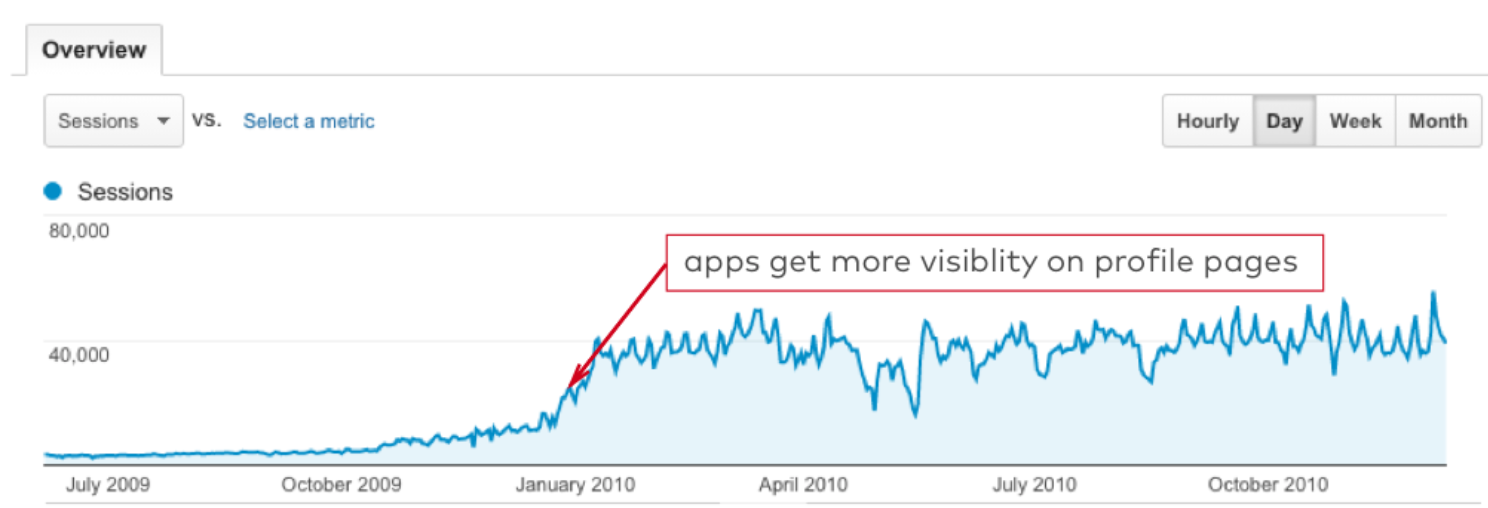 Overview
Sessions vs. Select a metric Hourly Day Week Month
Sessions
80,000
apps get more visiblity on profile pages
40,000
July 2009 October 2009 January 2010 April 2010 July 2010 October 2010